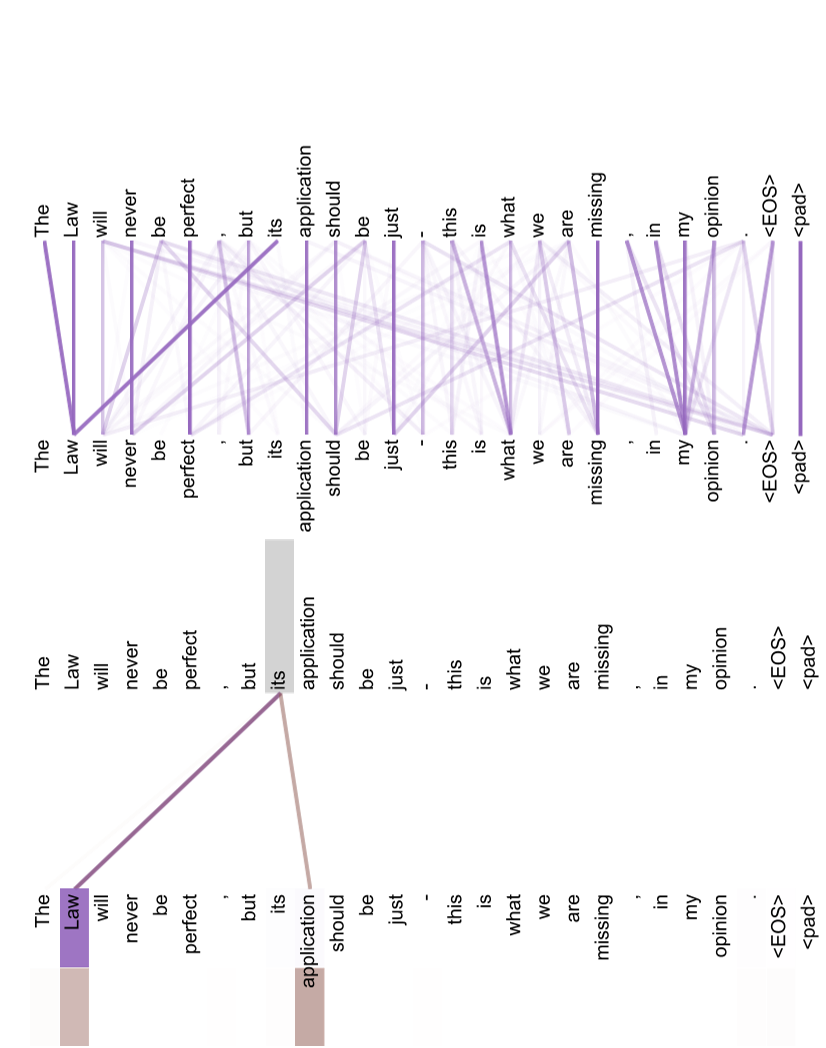 The Law will never be perfect , but its application should be just - this is what we are missing , in my opinion . <EOS> <pad>
The Law will never be perfect , but its application should be just - this is what we are missing , in my opinion . <EOS> <pad>
The Law will never be perfect , but its application should be just - this is what we are missing , in my opinion . <EOS> <pad>
The Law will never be perfect , but its application should be just - this is what we are missing , in my opinion . <EOS> <pad>